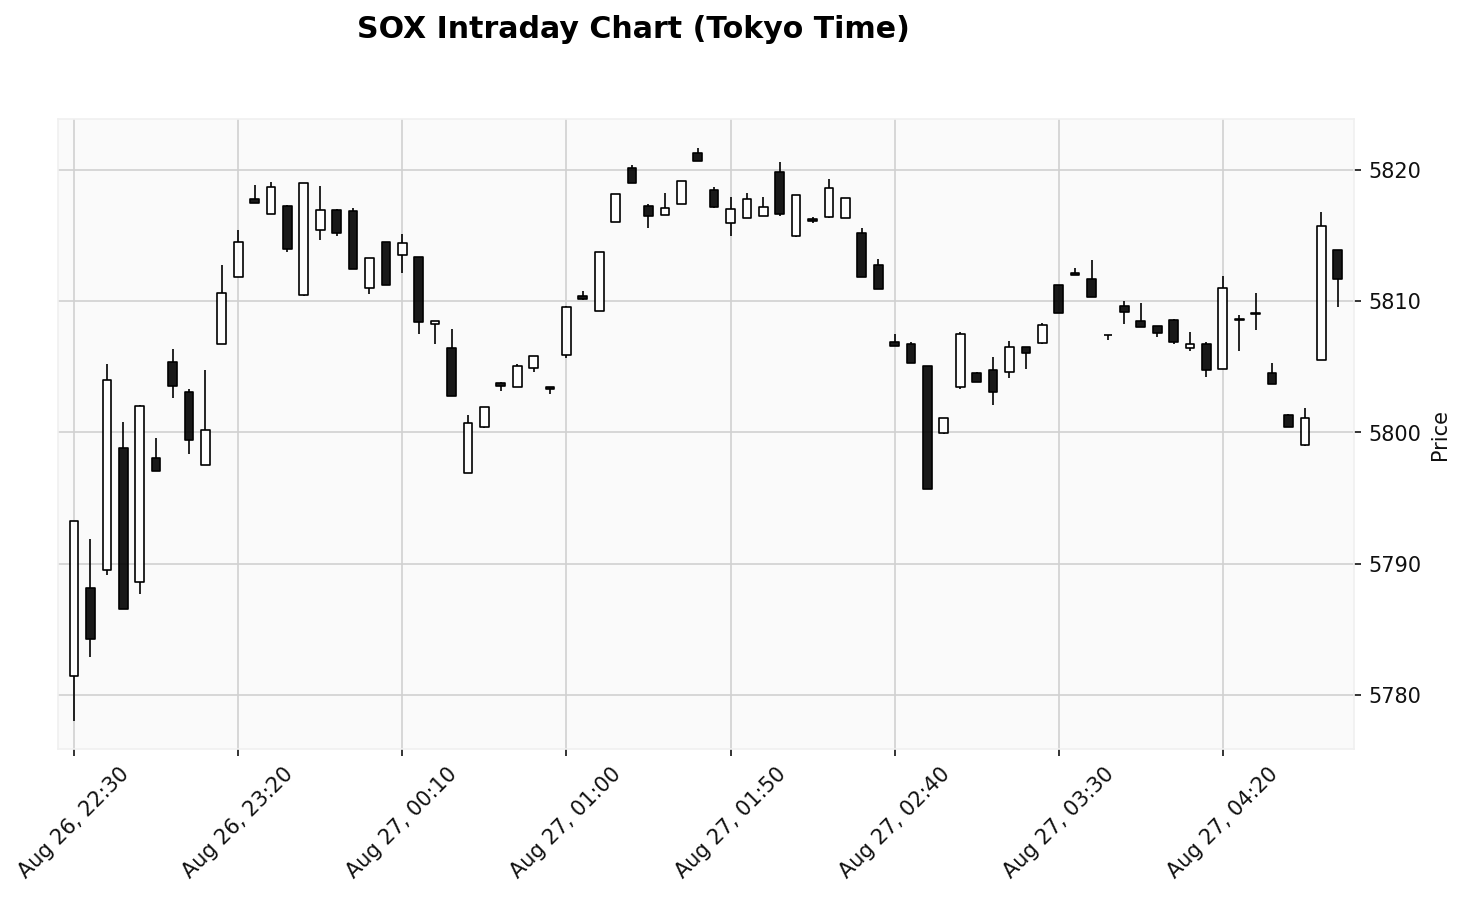 SOX Intraday Chart (Tokyo Time)
5820
5810
5800
5790
5780
Price
Aug 26, 22:30
Aug 26, 23:20
Aug 27, 00:10
Aug 27, 01:00
Aug 27, 01:50
Aug 27, 02:40
Aug 27, 03:30
Aug 27, 04:20